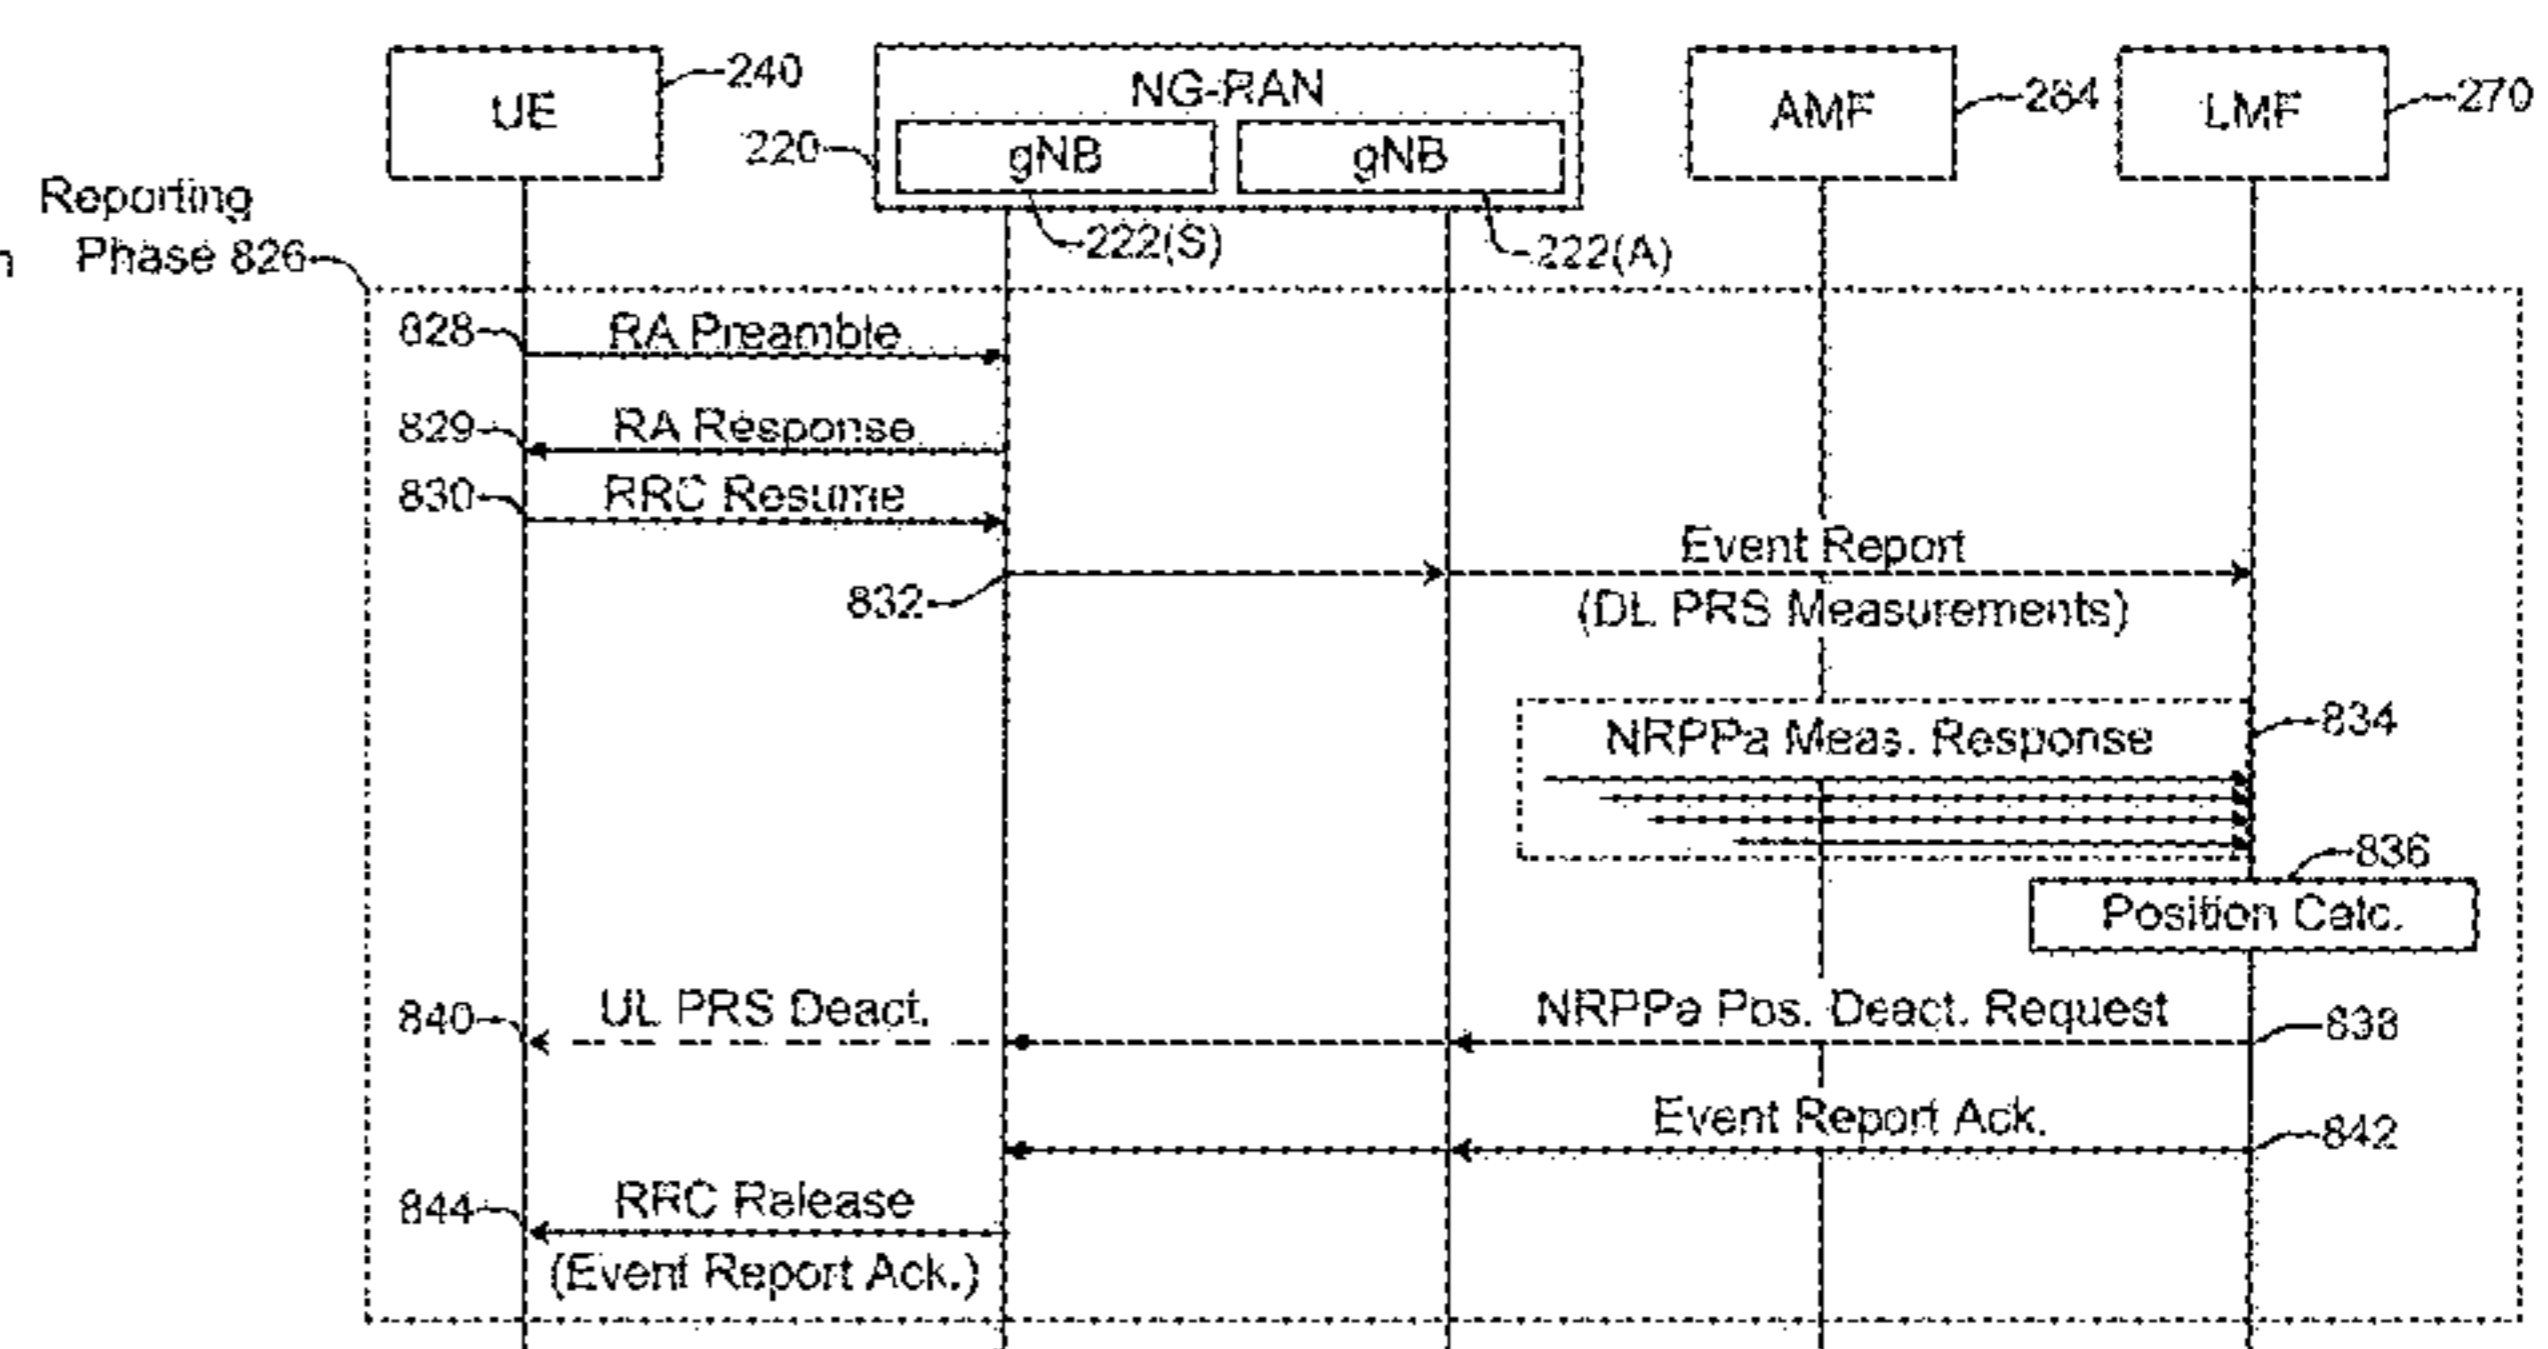 UE
240
NG-RAN
gNB
gNB
220
222(S)
222(A)
AMF
264
LMF
270
Reporting
Phase 826
828
RA Preamble
829
RA Response
830
RRC Resume
832
Event Report
(DL PRS Measurements)
NRPPa Meas. Response
834
836
Position Calc.
840
UL PRS Deact.
NRPPa Pos. Deact. Request
838
Event Report Ack.
842
844
RRC Release
(Event Report Ack.)